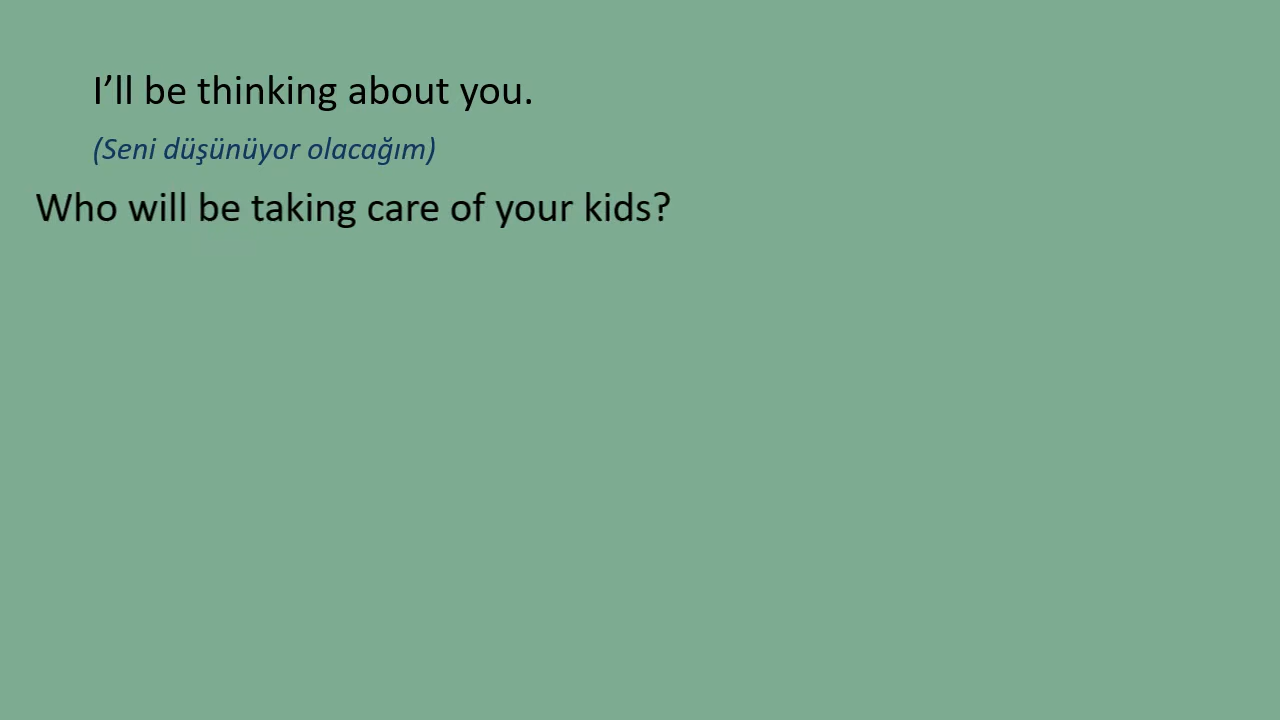 I’ll be thinking about you.
(Seni düşünüyor olacağım)
Who will be taking care of your kids?